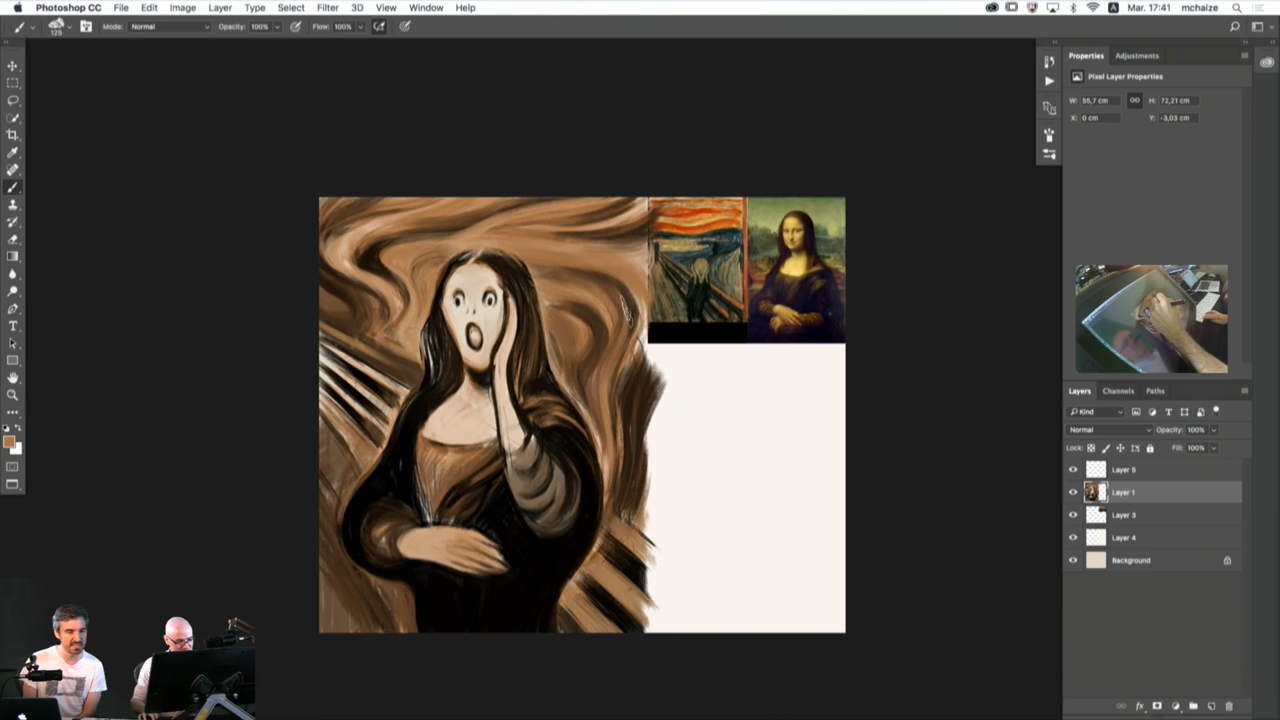 Photoshop CC File Edit Image Layer Type Select Filter 3D View Window Help Mar. 17:41 mchaize
125 Mode: Normal Opacity: 100% Flow: 100%
Properties Adjustments
Pixel Layer Properties
W: 55,7 cm H: 72,21 cm
X: 0 cm Y: -3,03 cm
Layers Channels Paths
Kind
Normal Opacity: 100%
Lock: Fill: 100%
Layer 5
Layer 1
Layer 3
Layer 4
Background